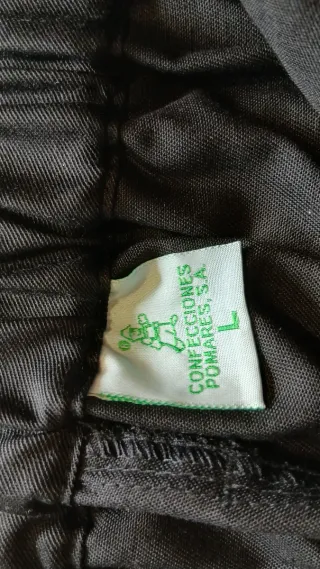 ®
CONFECCIONES
POMARES, S.A.
L